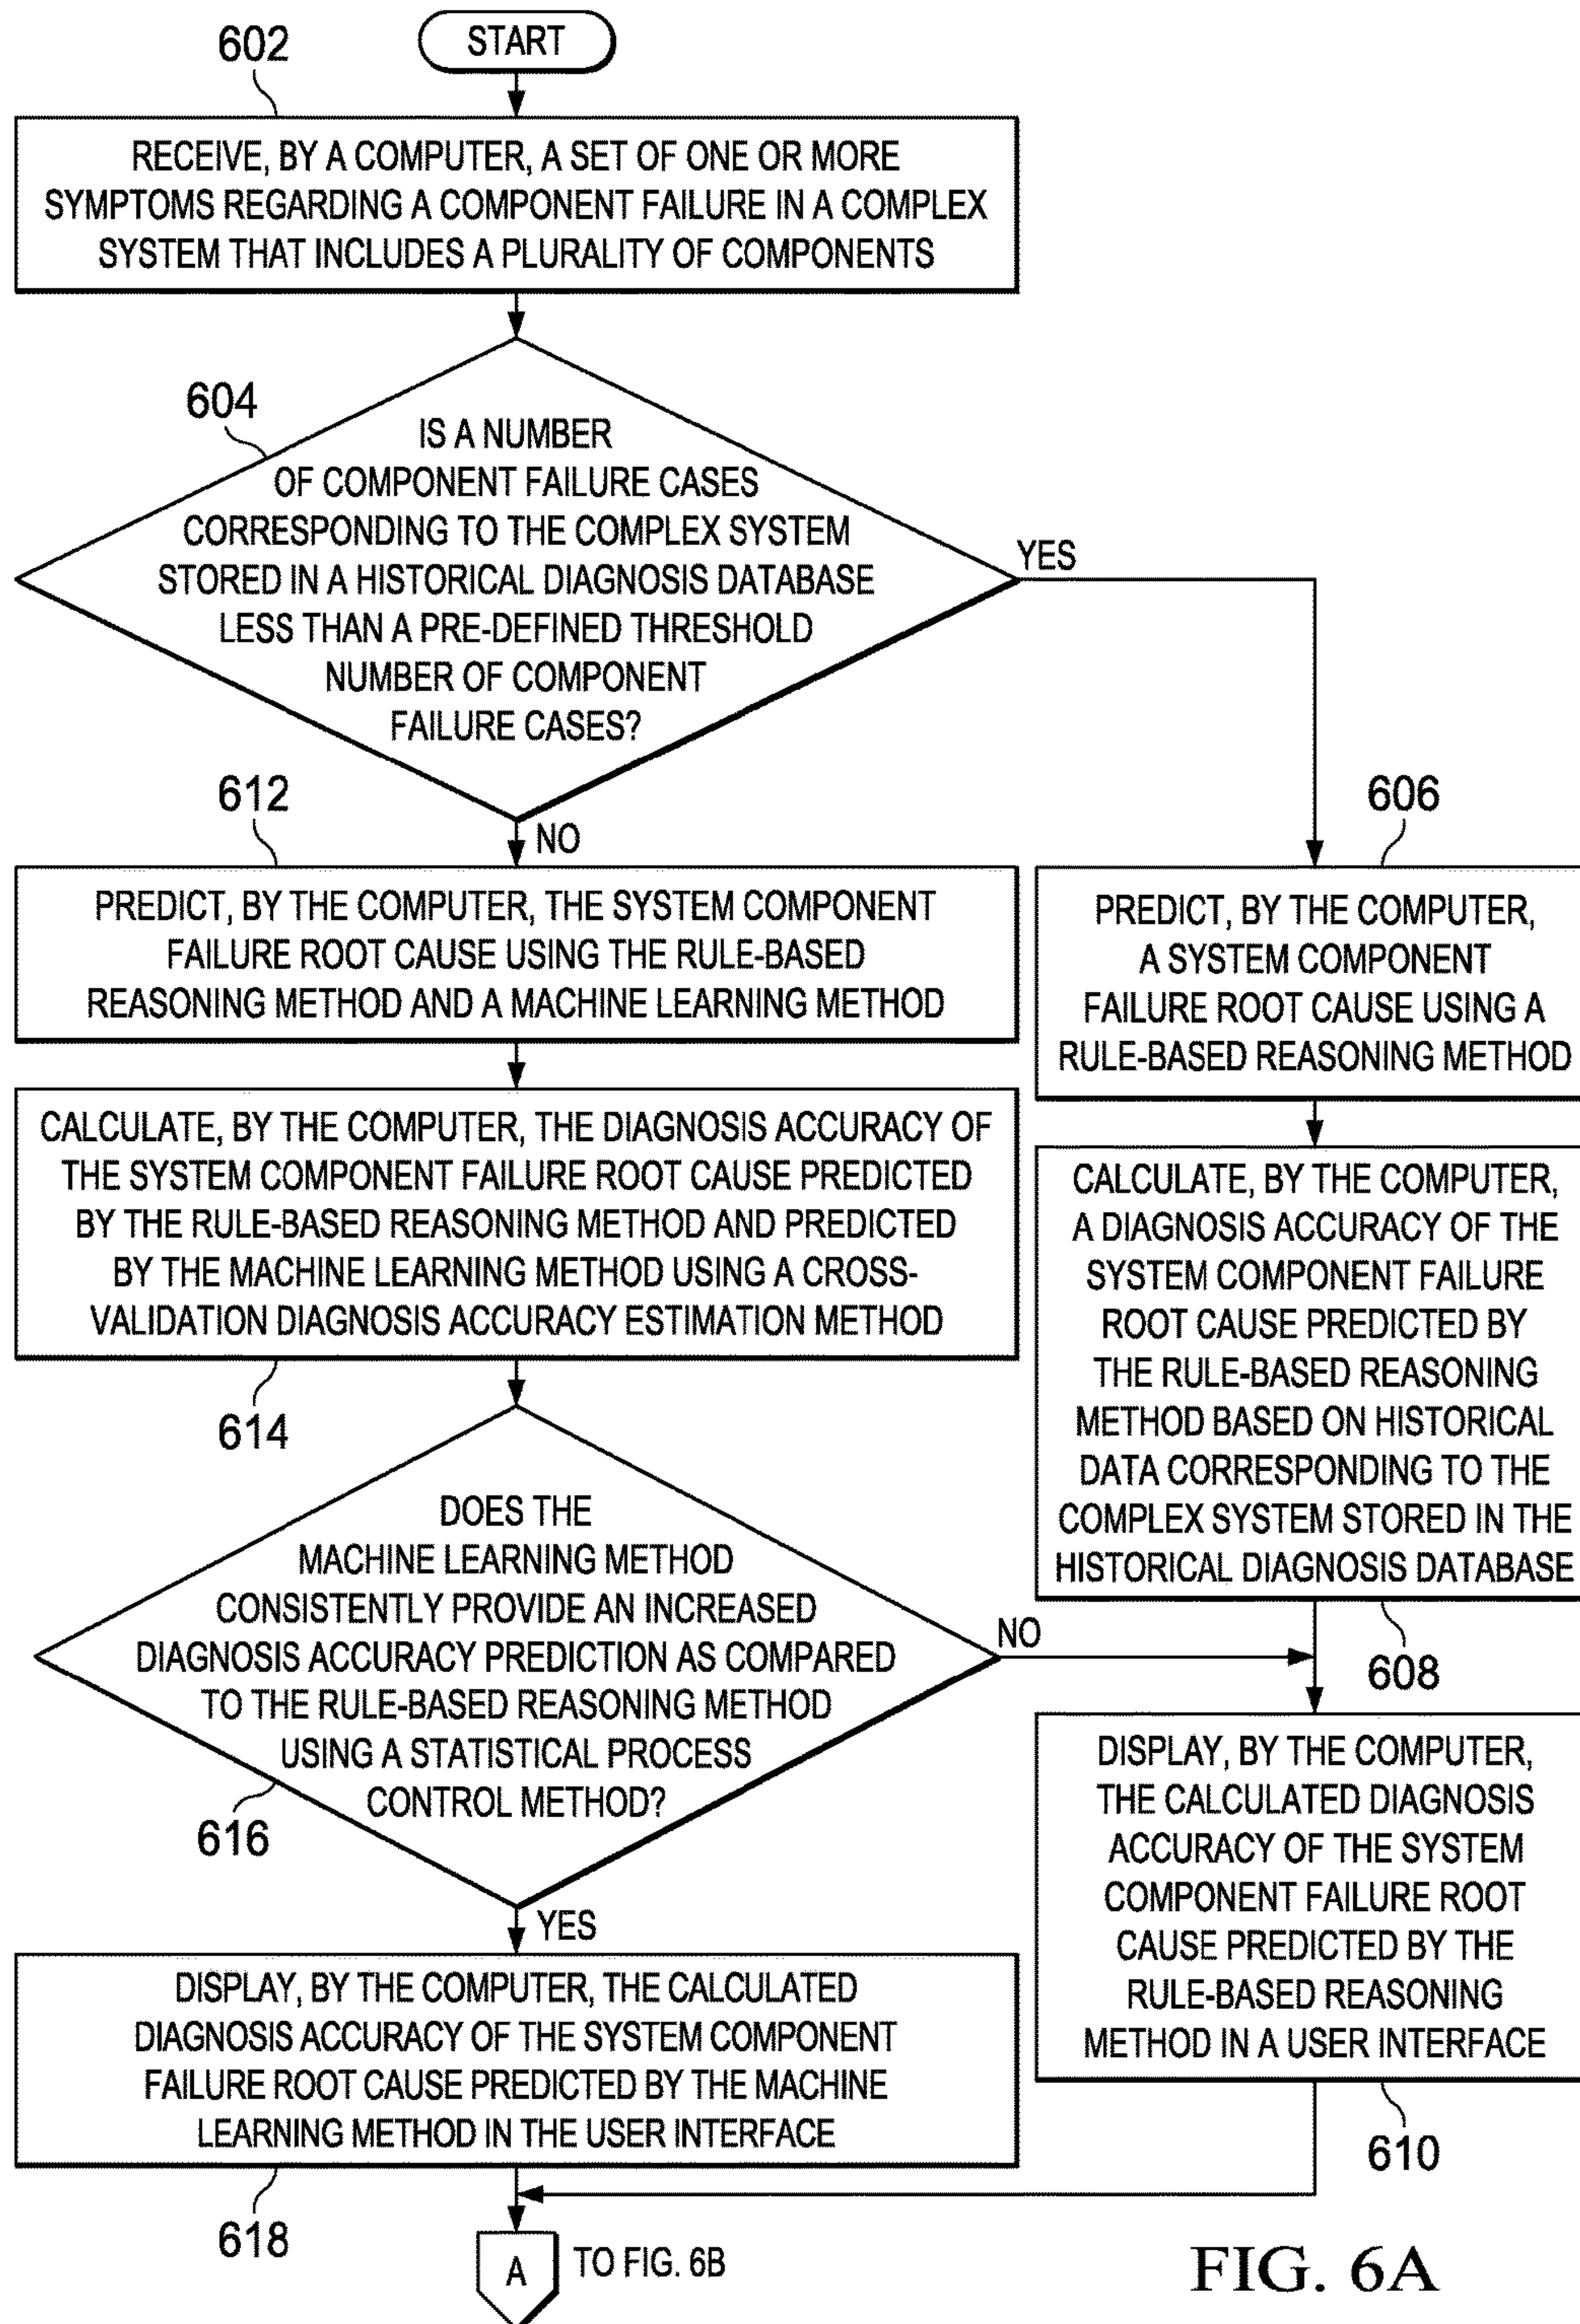 START
602
RECEIVE, BY A COMPUTER, A SET OF ONE OR MORE
SYMPTOMS REGARDING A COMPONENT FAILURE IN A COMPLEX
SYSTEM THAT INCLUDES A PLURALITY OF COMPONENTS
604
IS A NUMBER
OF COMPONENT FAILURE CASES
CORRESPONDING TO THE COMPLEX SYSTEM
STORED IN A HISTORICAL DIAGNOSIS DATABASE
LESS THAN A PRE-DEFINED THRESHOLD
NUMBER OF COMPONENT
FAILURE CASES?
YES
NO
606
PREDICT, BY THE COMPUTER,
A SYSTEM COMPONENT
FAILURE ROOT CAUSE USING A
RULE-BASED REASONING METHOD
CALCULATE, BY THE COMPUTER,
A DIAGNOSIS ACCURACY OF THE
SYSTEM COMPONENT FAILURE
ROOT CAUSE PREDICTED BY
THE RULE-BASED REASONING
METHOD BASED ON HISTORICAL
DATA CORRESPONDING TO THE
COMPLEX SYSTEM STORED IN THE
HISTORICAL DIAGNOSIS DATABASE
608
DISPLAY, BY THE COMPUTER,
THE CALCULATED DIAGNOSIS
ACCURACY OF THE SYSTEM
COMPONENT FAILURE ROOT
CAUSE PREDICTED BY THE
RULE-BASED REASONING
METHOD IN A USER INTERFACE
610
612
PREDICT, BY THE COMPUTER, THE SYSTEM COMPONENT
FAILURE ROOT CAUSE USING THE RULE-BASED
REASONING METHOD AND A MACHINE LEARNING METHOD
CALCULATE, BY THE COMPUTER, THE DIAGNOSIS ACCURACY OF
THE SYSTEM COMPONENT FAILURE ROOT CAUSE PREDICTED
BY THE RULE-BASED REASONING METHOD AND PREDICTED
BY THE MACHINE LEARNING METHOD USING A CROSS-
VALIDATION DIAGNOSIS ACCURACY ESTIMATION METHOD
614
DOES THE
MACHINE LEARNING METHOD
CONSISTENTLY PROVIDE AN INCREASED
DIAGNOSIS ACCURACY PREDICTION AS COMPARED
TO THE RULE-BASED REASONING METHOD
USING A STATISTICAL PROCESS
CONTROL METHOD?
616
NO
YES
DISPLAY, BY THE COMPUTER, THE CALCULATED
DIAGNOSIS ACCURACY OF THE SYSTEM COMPONENT
FAILURE ROOT CAUSE PREDICTED BY THE MACHINE
LEARNING METHOD IN THE USER INTERFACE
618
A
TO FIG. 6B
FIG. 6A